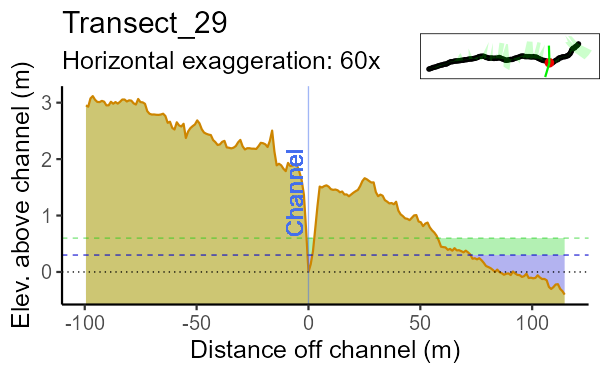 Transect_29
Horizontal exaggeration: 60x
Elev. above channel (m)
3
2
1
0
Channel
-100
-50
0
50
100
Distance off channel (m)